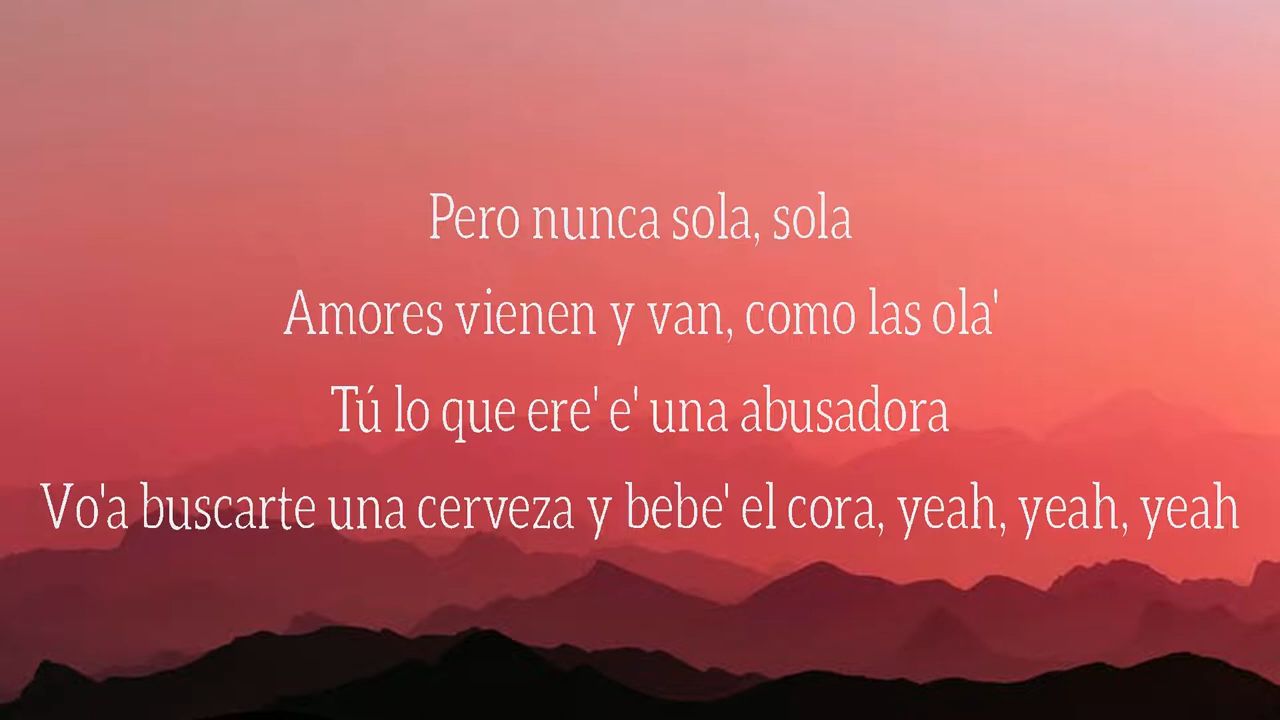 Pero nunca sola, sola
Amores vienen y van, como las ola'
Tú lo que ere' e' una abusadora
Vo'a buscarte una cerveza y bebe' el cora, yeah, yeah, yeah